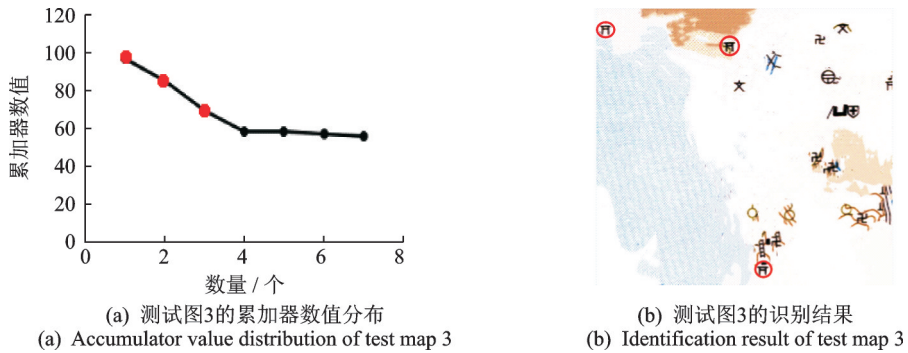 120
100
80
60
40
20
0
累加器数值
0 2 4 6 8
数量 / 个
(a) 测试图3的累加器数值分布
(a) Accumulator value distribution of test map 3
(b) 测试图3的识别结果
(b) Identification result of test map 3